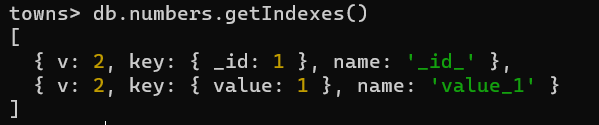 towns> db.numbers.getIndexes()
[
  { v: 2, key: { _id: 1 }, name: '_id_' },
  { v: 2, key: { value: 1 }, name: 'value_1' }
]